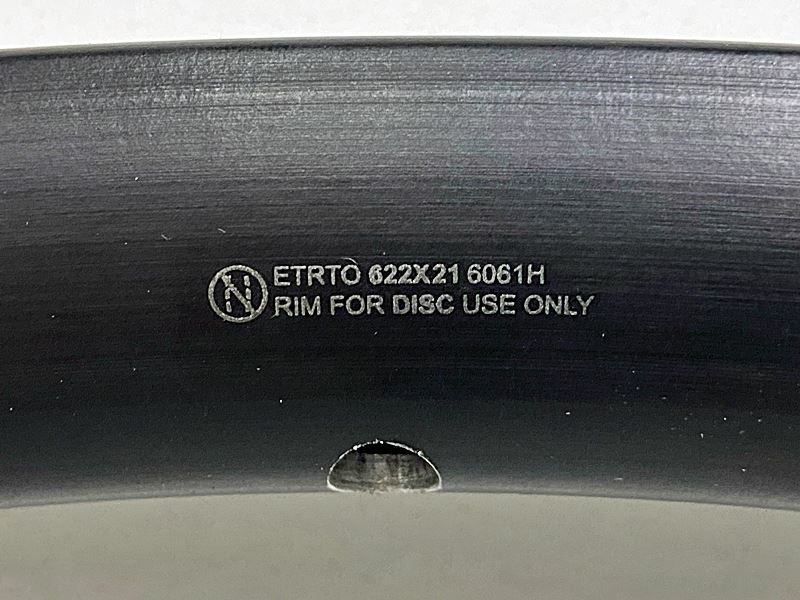 ETRTO 622X21 6061H
RIM FOR DISC USE ONLY